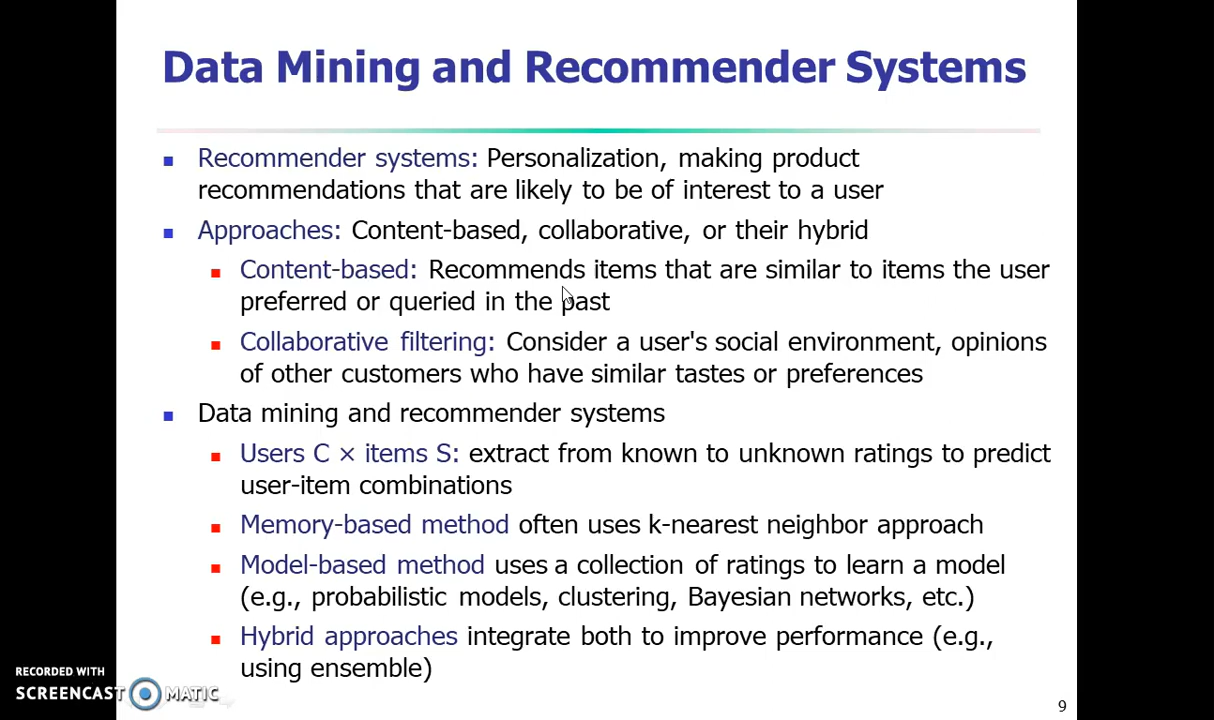 Data Mining and Recommender Systems
Recommender systems: Personalization, making product
recommendations that are likely to be of interest to a user
Approaches: Content-based, collaborative, or their hybrid
Content-based: Recommends items that are similar to items the user
preferred or queried in the past
Collaborative filtering: Consider a user's social environment, opinions
of other customers who have similar tastes or preferences
Data mining and recommender systems
Users C × items S: extract from known to unknown ratings to predict
user-item combinations
Memory-based method often uses k-nearest neighbor approach
Model-based method uses a collection of ratings to learn a model
(e.g., probabilistic models, clustering, Bayesian networks, etc.)
Hybrid approaches integrate both to improve performance (e.g.,
using ensemble)
RECORDED WITH
SCREENCAST MATIC
9